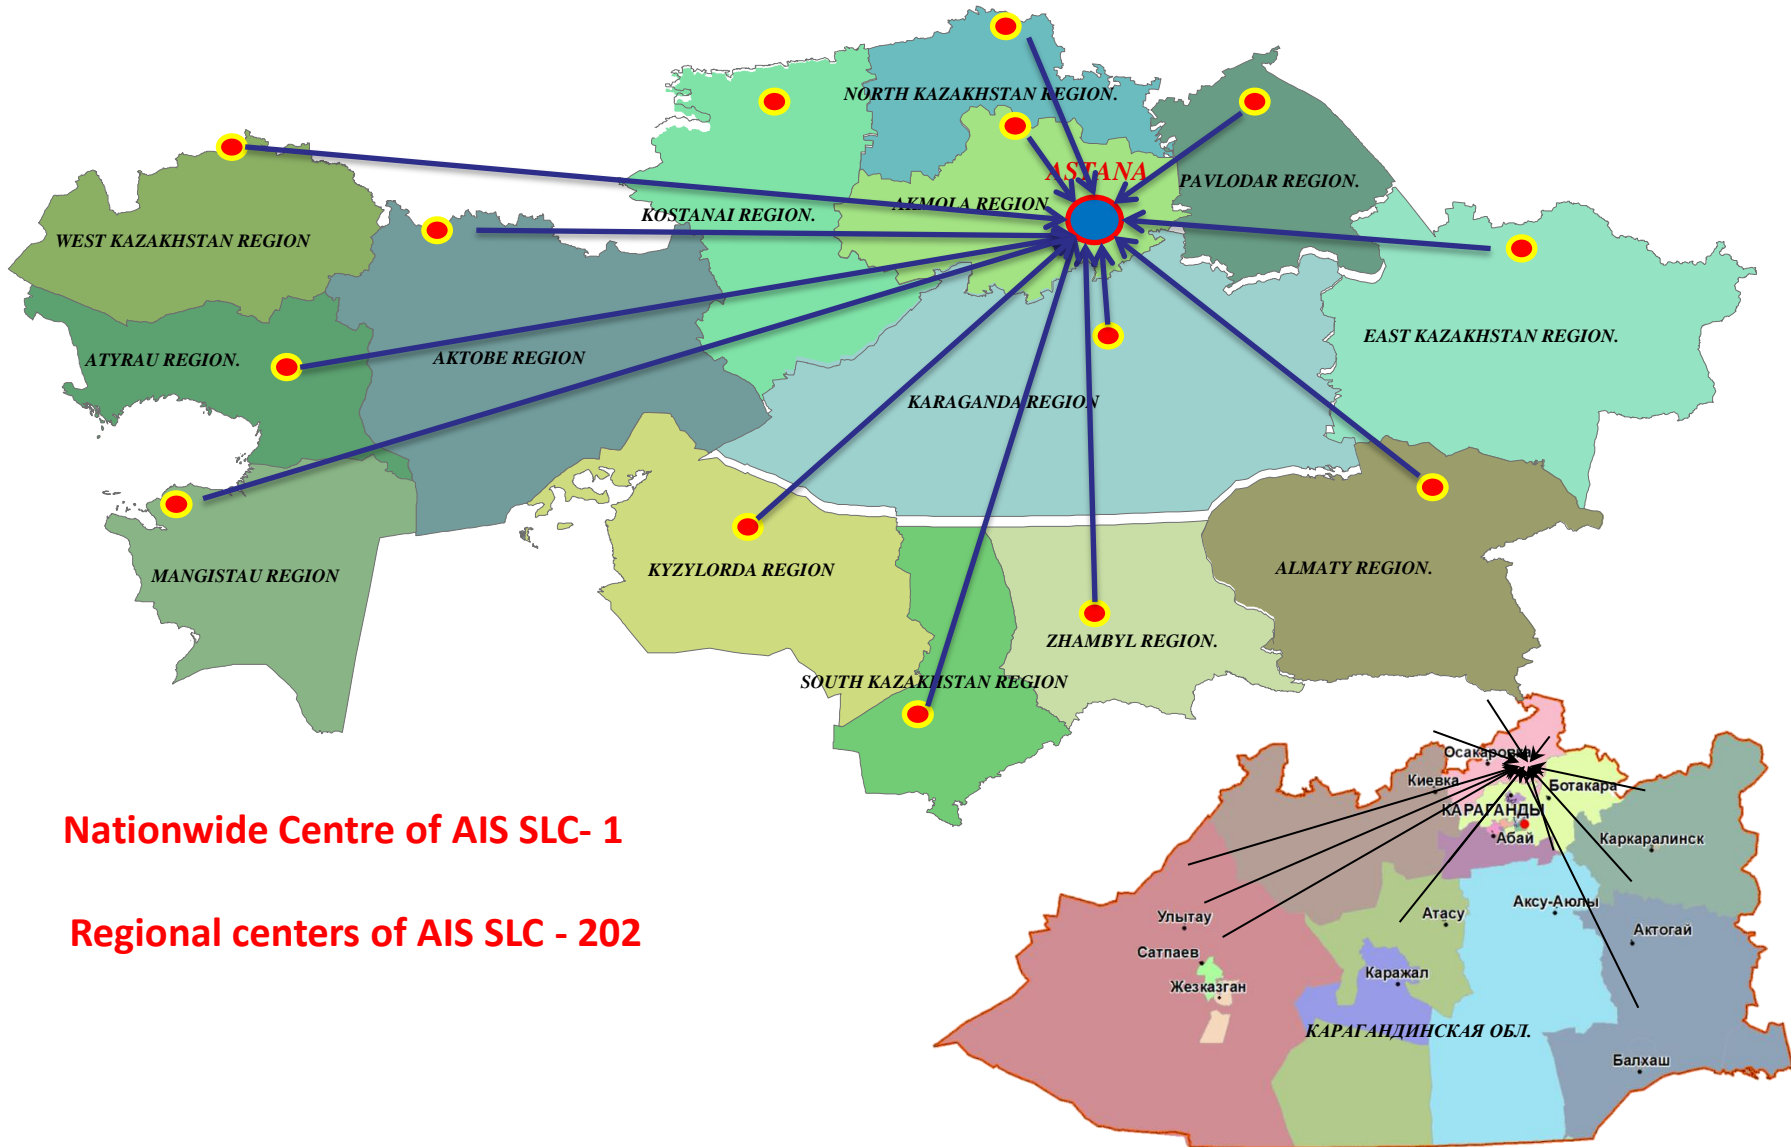 NORTH KAZAKHSTAN REGION.
ASTANA
PAVLODAR REGION.
AKMOLA REGION
KOSTANAI REGION.
WEST KAZAKHSTAN REGION
EAST KAZAKHSTAN REGION.
ATYRAU REGION.
AKTOBE REGION
KARAGANDA REGION
MANGISTAU REGION
KYZYLORDA REGION
ALMATY REGION.
ZHAMBYL REGION.
SOUTH KAZAKHSTAN REGION
Nationwide Centre of AIS SLC- 1
Regional centers of AIS SLC - 202
Осакаровка
Киевка
Ботакара
КАРАГАНДЫ
Абай
Каркаралинск
Улытау
Атасу
Аксу-Аюлы
Актогай
Сатпаев
Каражал
Жезказган
КАРАГАНДИНСКАЯ ОБЛ.
Балхаш